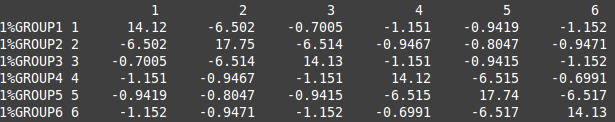 1 2 3 4 5 6
1%GROUP1 1 14.12 -6.502 -0.7005 -1.151 -0.9419 -1.152
1%GROUP2 2 -6.502 17.75 -6.514 -0.9467 -0.8047 -0.9471
1%GROUP3 3 -0.7005 -6.514 14.13 -1.151 -0.9415 -1.152
1%GROUP4 4 -1.151 -0.9467 -1.151 14.12 -6.515 -0.6991
1%GROUP5 5 -0.9419 -0.8047 -0.9415 -6.515 17.74 -6.517
1%GROUP6 6 -1.152 -0.9471 -1.152 -0.6991 -6.517 14.13